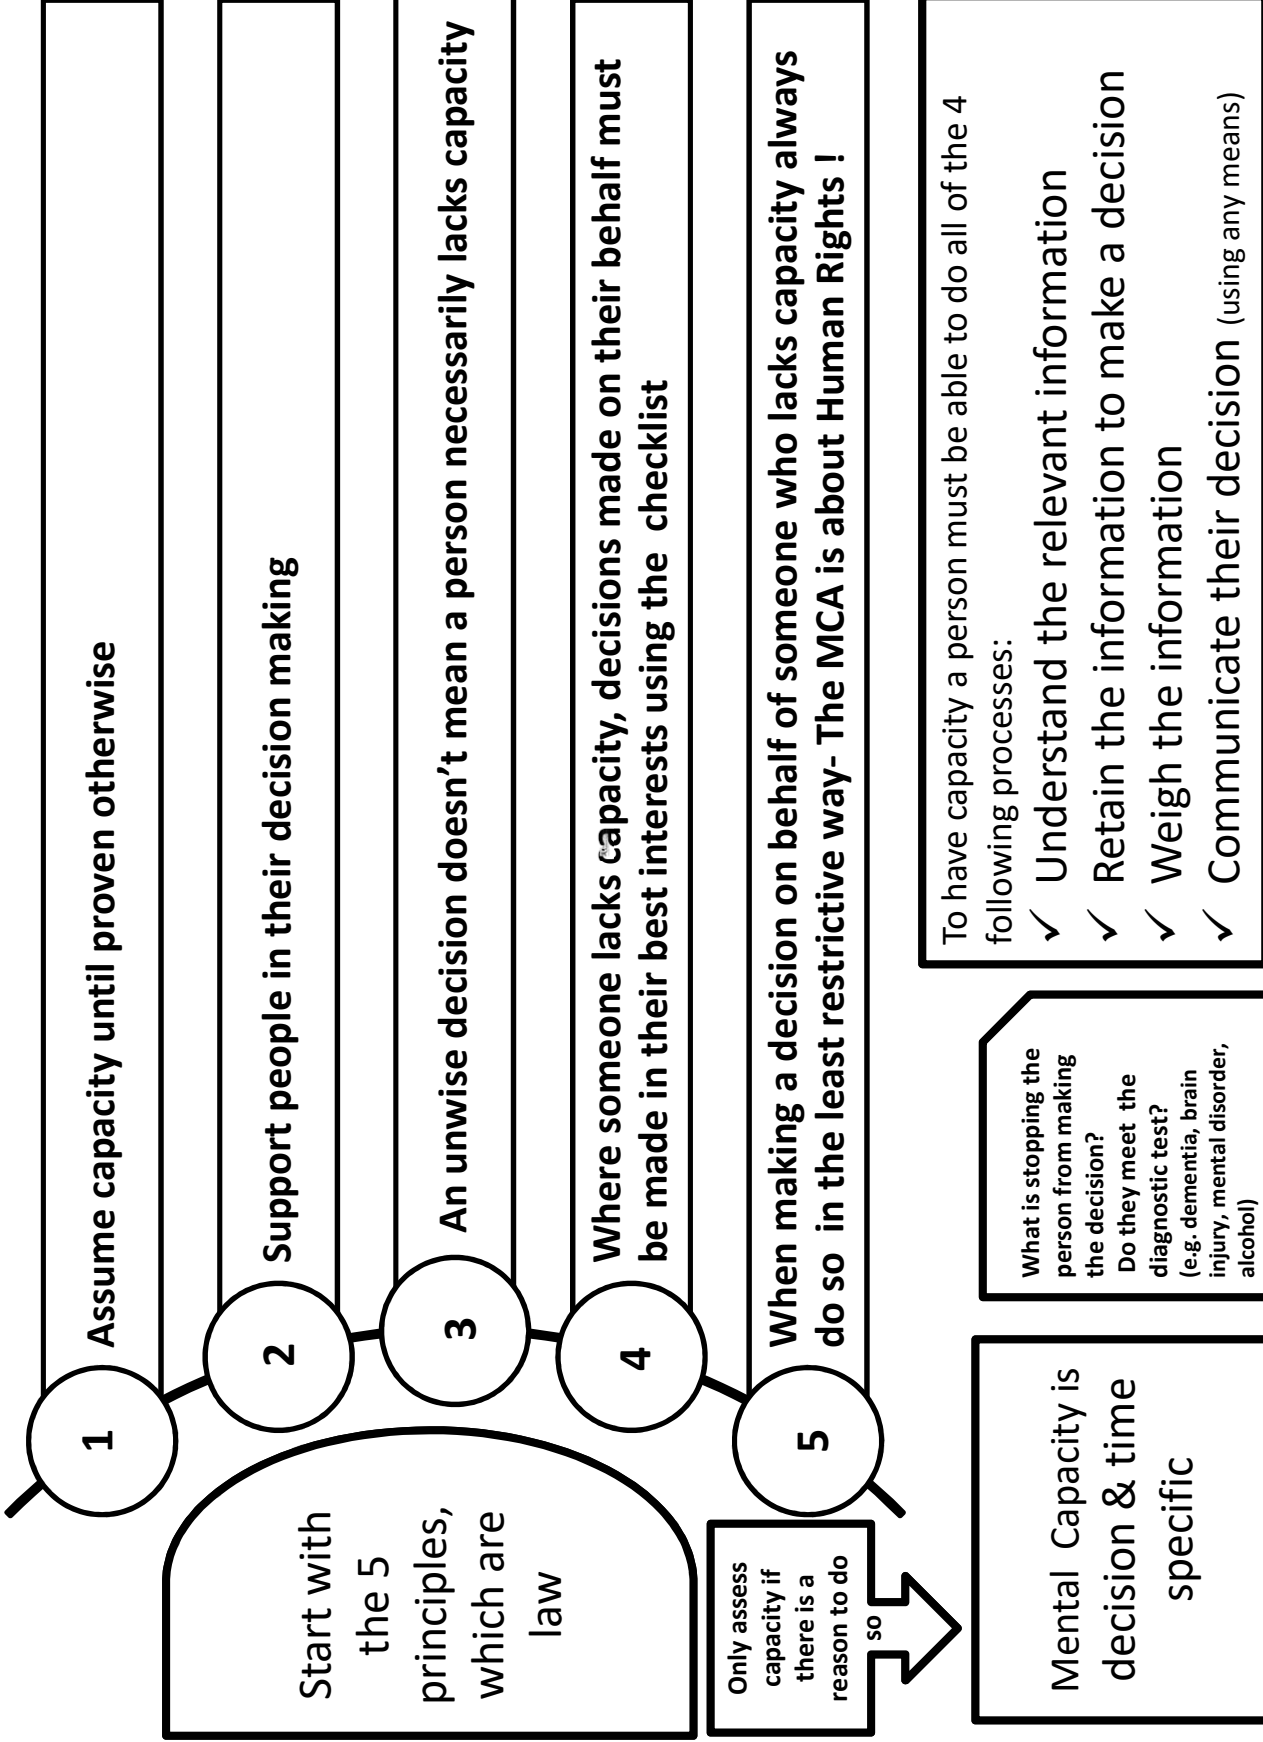 Start with
the 5
principles,
which are
law
1
Assume capacity until proven otherwise
2
Support people in their decision making
3
An unwise decision doesn’t mean a person necessarily lacks capacity
4
Where someone lacks capacity, decisions made on their behalf must
be made in their best interests using the checklist
5
When making a decision on behalf of someone who lacks capacity always
do so in the least restrictive way- The MCA is about Human Rights !
Only assess
capacity if
there is a
reason to do
so
Mental Capacity is
decision & time
specific
What is stopping the
person from making
the decision?
Do they meet the
diagnostic test?
(e.g. dementia, brain
injury, mental disorder,
alcohol)
To have capacity a person must be able to do all of the 4
following processes:
✓ Understand the relevant information
✓ Retain the information to make a decision
✓ Weigh the information
✓ Communicate their decision (using any means)